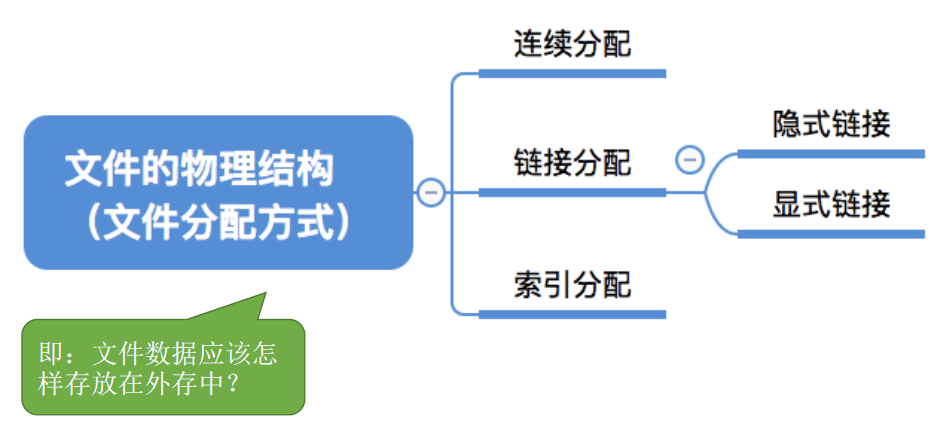 文件的物理结构
（文件分配方式）
连续分配
链接分配
隐式链接
显式链接
索引分配
即：文件数据应该怎
样存放在外存中？